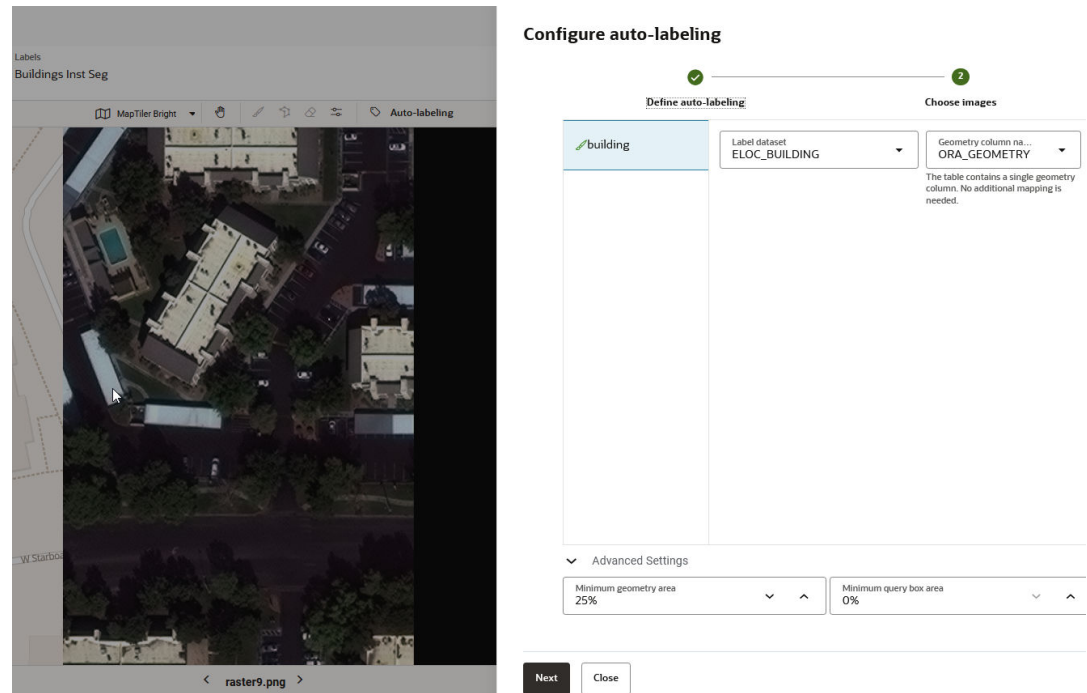 Labels
Buildings Inst Seg
MapTiler Bright
Auto-labeling
W Starbo
raster9.png
Configure auto-labeling
2
Define auto-labeling
Choose images
building
Label dataset
ELOC_BUILDING
Geometry column na...
ORA_GEOMETRY
The table contains a single geometry
column. No additional mapping is
needed.
Advanced Settings
Minimum geometry area
25%
Minimum query box area
0%
Next
Close